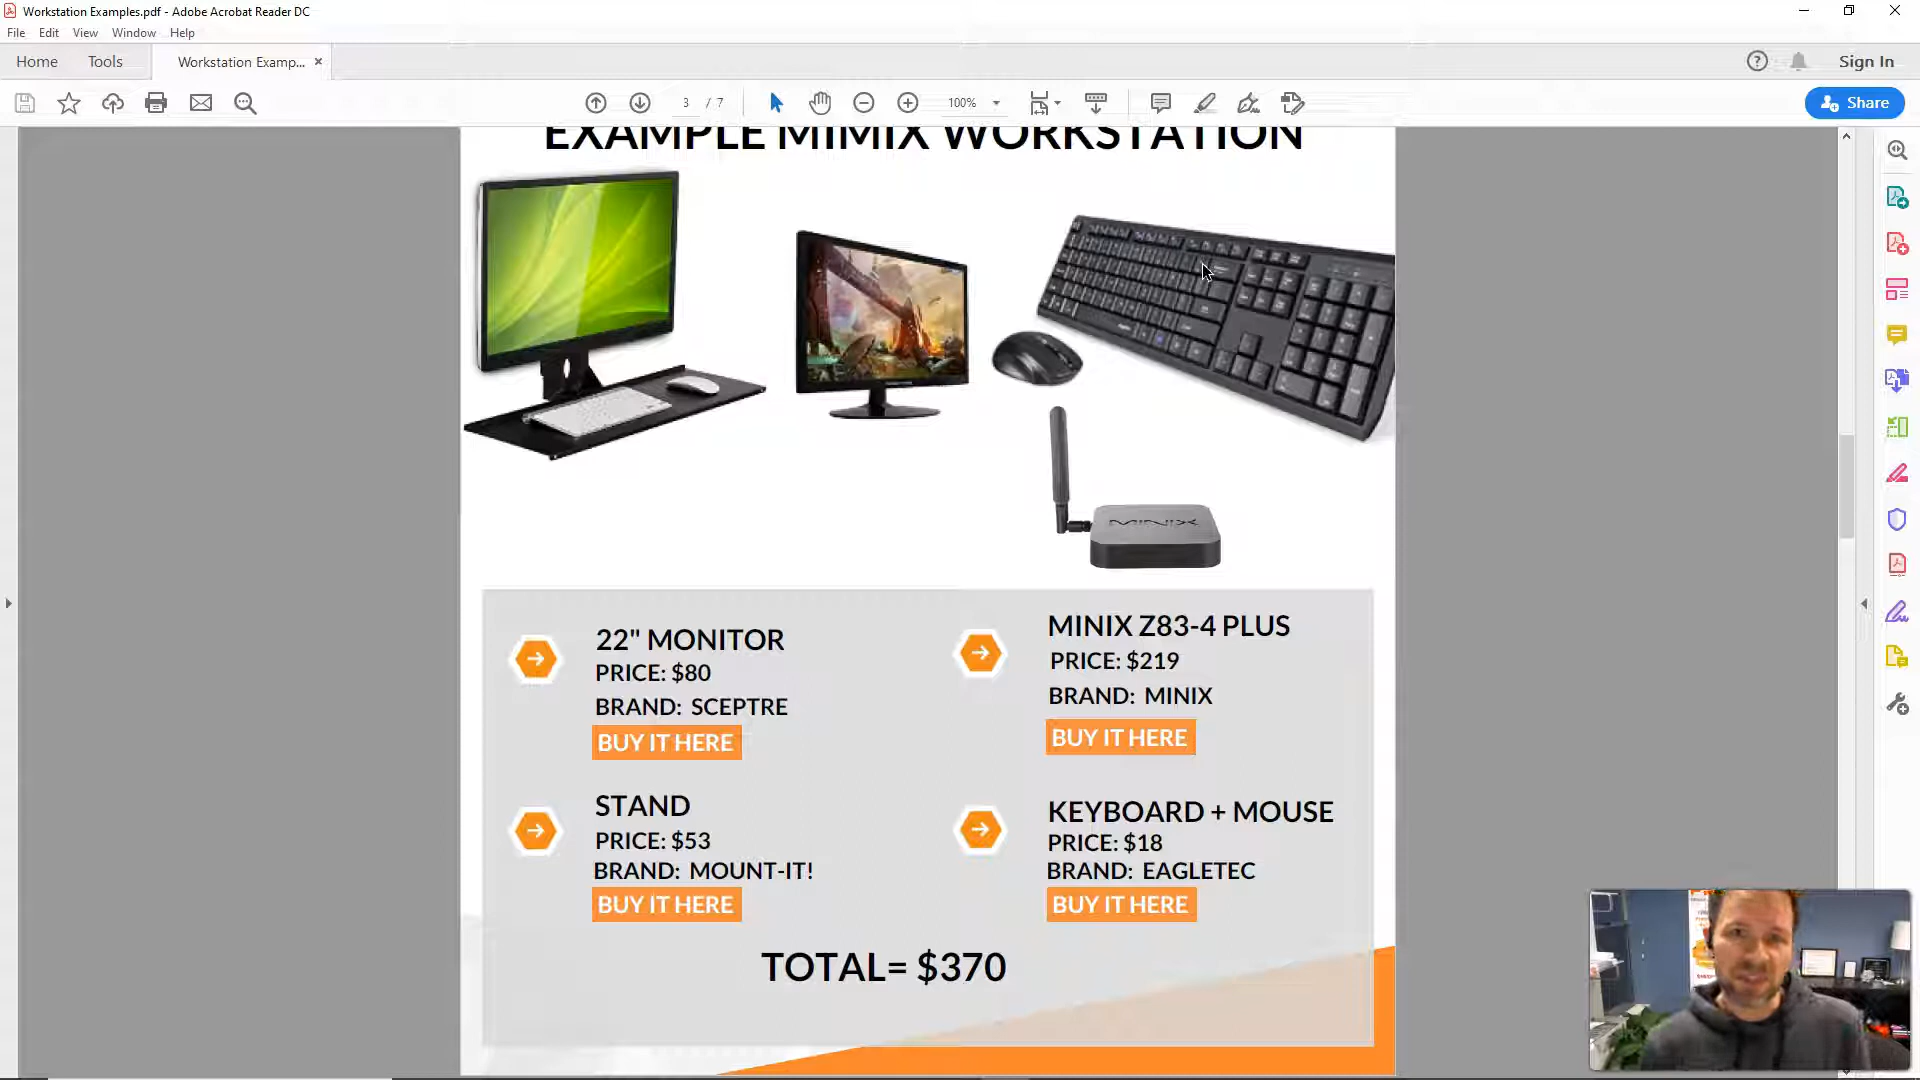 Workstation Examples.pdf - Adobe Acrobat Reader DC
File Edit View Window Help
Home Tools Workstation Examp... Sign In
3 / 7 100% Share
EXAMPLE MIMIX WORKSTATION
MINIX
22" MONITOR
PRICE: $80
BRAND: SCEPTRE
BUY IT HERE
MINIX Z83-4 PLUS
PRICE: $219
BRAND: MINIX
BUY IT HERE
STAND
PRICE: $53
BRAND: MOUNT-IT!
BUY IT HERE
KEYBOARD + MOUSE
PRICE: $18
BRAND: EAGLETEC
BUY IT HERE
TOTAL= $370